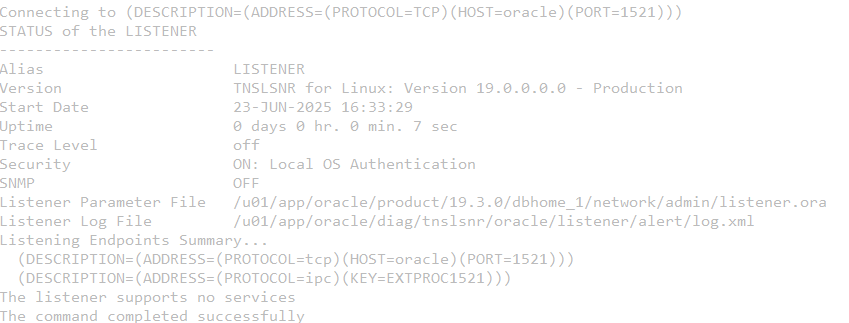 Connecting to (DESCRIPTION=(ADDRESS=(PROTOCOL=TCP)(HOST=oracle)(PORT=1521)))
STATUS of the LISTENER
------------------------
Alias                     LISTENER
Version                   TNSLSNR for Linux: Version 19.0.0.0.0 - Production
Start Date                23-JUN-2025 16:33:29
Uptime                    0 days 0 hr. 0 min. 7 sec
Trace Level               off
Security                  ON: Local OS Authentication
SNMP                      OFF
Listener Parameter File   /u01/app/oracle/product/19.3.0/dbhome_1/network/admin/listener.ora
Listener Log File         /u01/app/oracle/diag/tnslsnr/oracle/listener/alert/log.xml
Listening Endpoints Summary...
  (DESCRIPTION=(ADDRESS=(PROTOCOL=tcp)(HOST=oracle)(PORT=1521)))
  (DESCRIPTION=(ADDRESS=(PROTOCOL=ipc)(KEY=EXTPROC1521)))
The listener supports no services
The command completed successfully